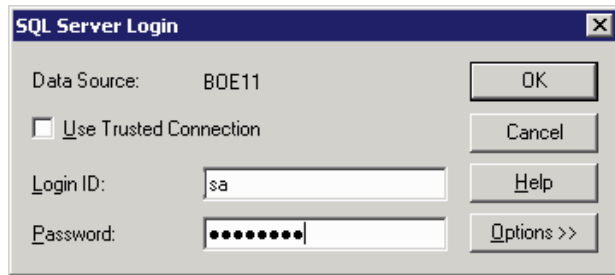 SQL Server Login
Data Source: BOE11
OK
Use Trusted Connection
Cancel
Login ID: sa
Help
Password: ●●●●●●●●
Options >>